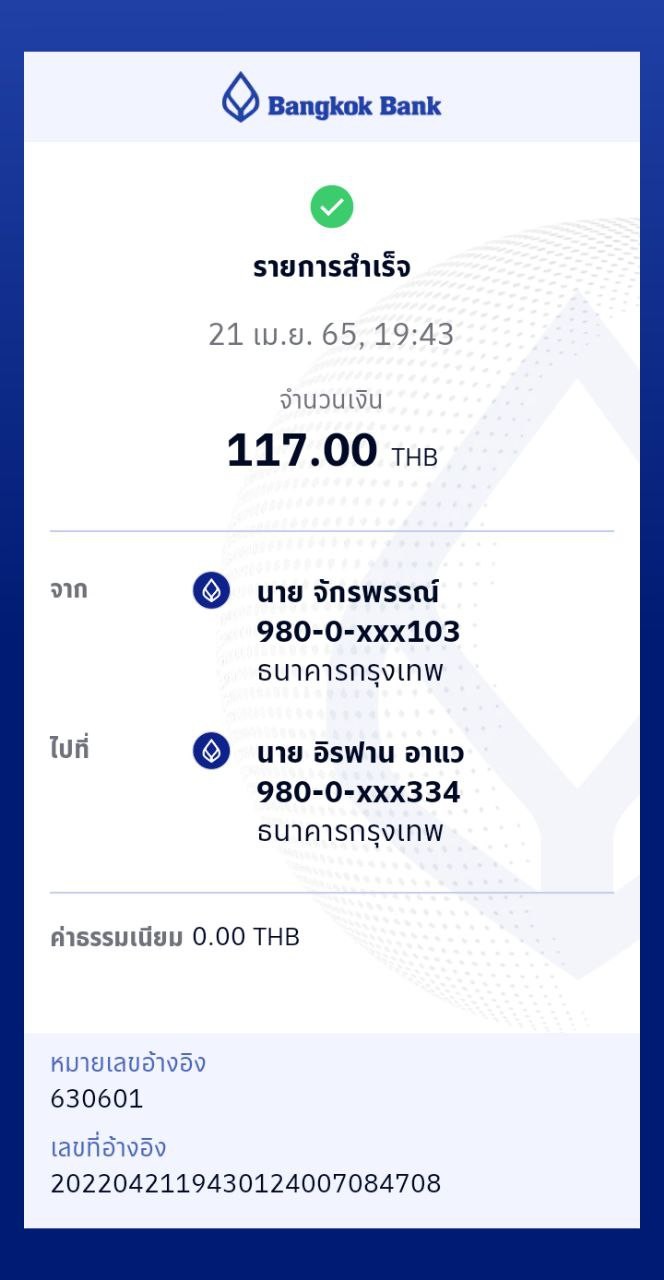 Bangkok Bank
รายการสำเร็จ
21 เม.ย. 65, 19:43
จำนวนเงิน
117.00 THB
จาก
นาย จักรพรรณ์
980-0-xxx103
ธนาคารกรุงเทพ
ไปที่
นาย อิรฟาน อาแว
980-0-xxx334
ธนาคารกรุงเทพ
ค่าธรรมเนียม 0.00 THB
หมายเลขอ้างอิง
630601
เลขที่อ้างอิง
2022042119430124007084708